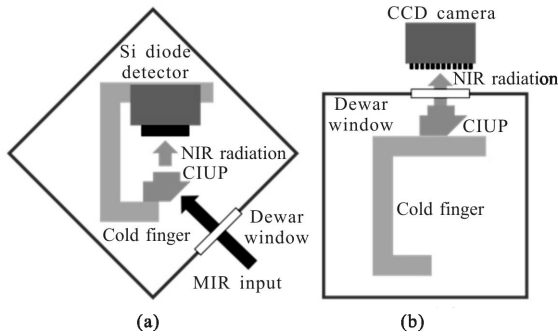 Si diode
detector
NIR radiation
CIUP
Cold finger
Dewar
window
MIR input
(a)
CCD camera
NIR radiation
Dewar
window
CIUP
Cold finger
(b)